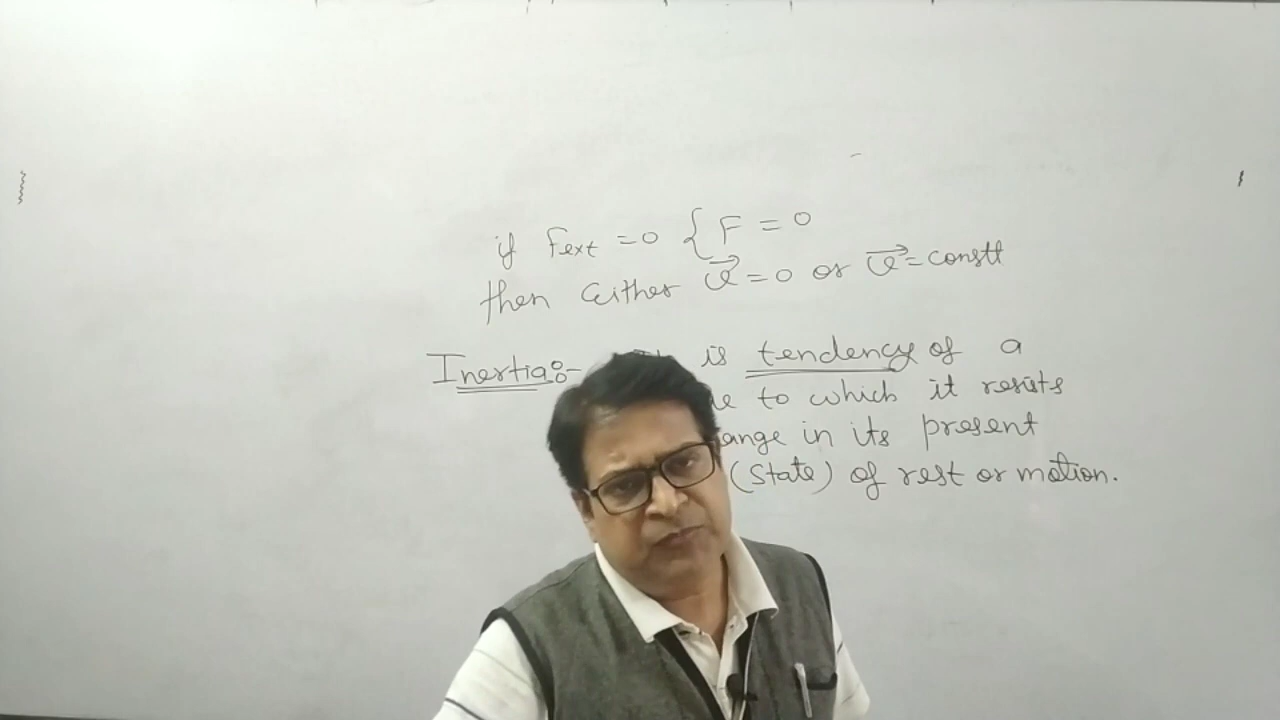 if Fext = 0 { F = 0
then either v⃗ = 0 or v⃗ = constt
Inertia:- is tendency of a
to which it resists
in its present
(state) of rest or motion.